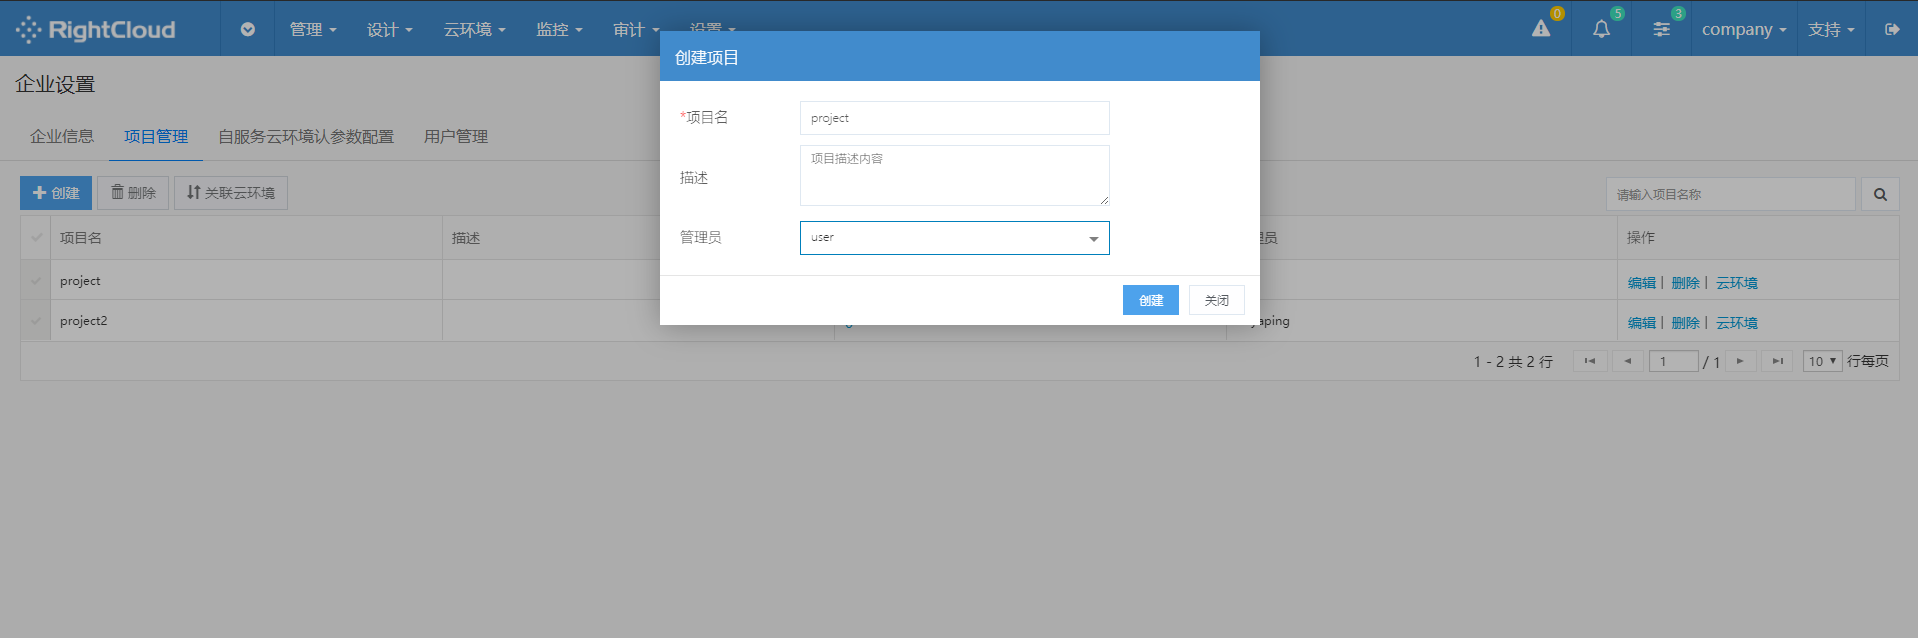 RightCloud 管理 设计 云环境 监控 审计 设置 0 5 3 company 支持
企业设置
企业信息 项目管理 自服务云环境认参数配置 用户管理
创建 删除 关联云环境 请输入项目名称
项目名 描述 员 操作
project 编辑 | 删除 | 云环境
project2 aping 编辑 | 删除 | 云环境
1 - 2 共 2 行 1 / 1 10 行每页
创建项目
*项目名 project
描述 项目描述内容
管理员 user
创建 关闭